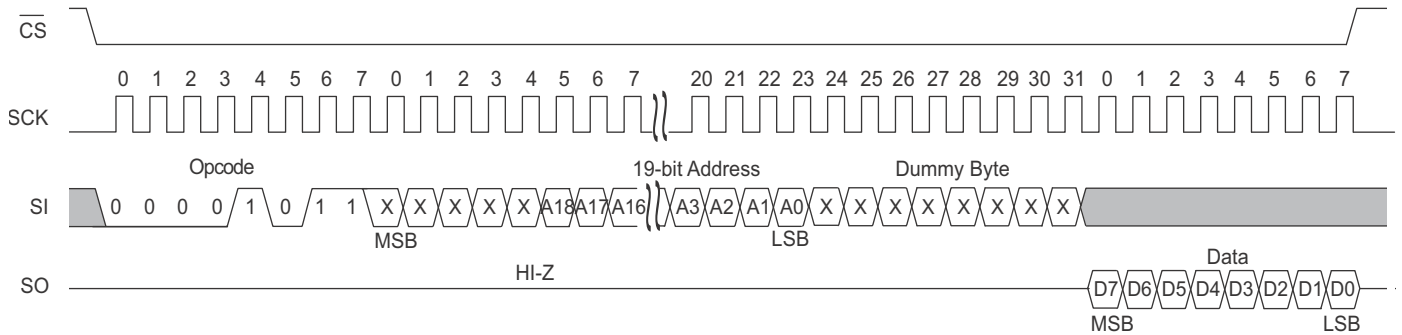 CS
0 1 2 3 4 5 6 7 0 1 2 3 4 5 6 7 20 21 22 23 24 25 26 27 28 29 30 31 0 1 2 3 4 5 6 7
SCK
Opcode 19-bit Address Dummy Byte
SI 0 0 0 0 1 0 1 1 X X X X X A18 A17 A16 A3 A2 A1 A0 X X X X X X X X
MSB LSB
HI-Z Data
SO D7 D6 D5 D4 D3 D2 D1 D0
MSB LSB